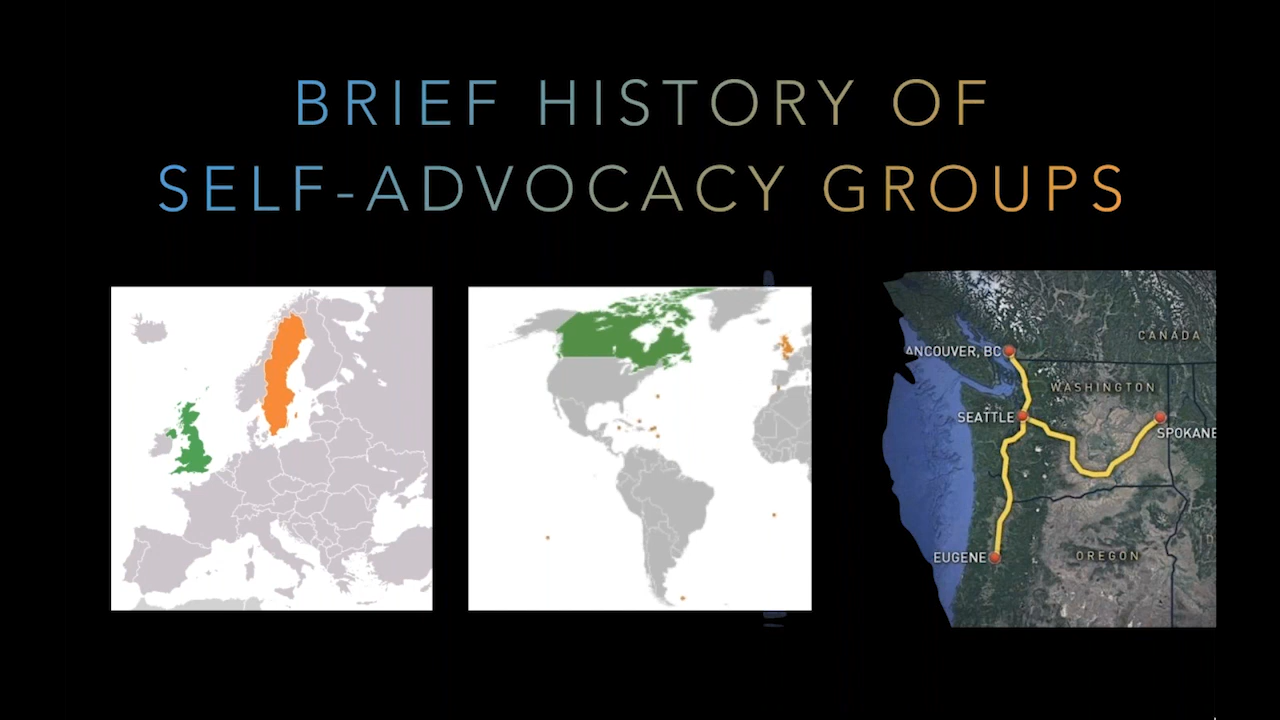 BRIEF HISTORY OF
SELF-ADVOCACY GROUPS
CANADA
ANCOUVER, BC
WASHINGTON
SEATTLE
SPOKANE
EUGENE
OREGON